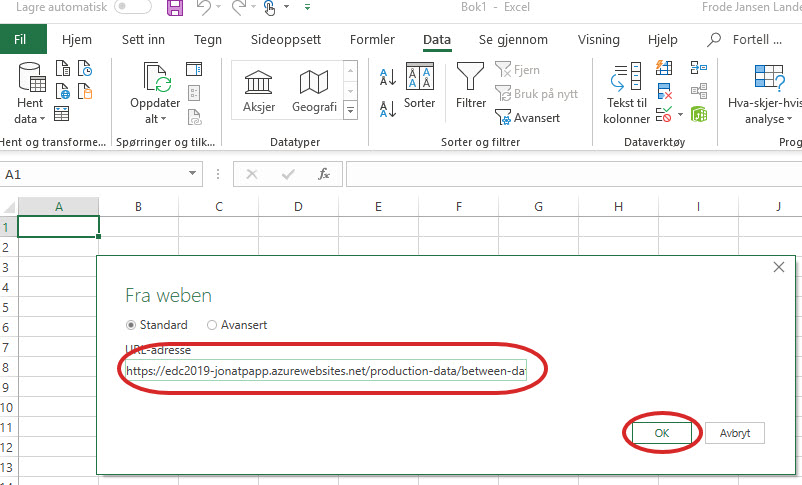 Lagre automatisk Bok1 - Excel Frode Jansen Lande
Fil Hjem Sett inn Tegn Sideoppsett Formler Data Se gjennom Visning Hjelp Fortell ...
Hent data Oppdater alt Aksjer Geografi Sorter Filtrer Fjern Bruk på nytt Avansert Tekst til kolonner Hva-skjer-hvis analyse
Hent og transforme... Spørringer og tilk... Datatyper Sorter og filtrer Dataverktøy Prog
A1 fx
A B C D E F G H I J
1
2
3
4
5
6
7
8
9
10
11
12
13
Fra weben
Standard Avansert
URL-adresse
https://edc2019-jonatpapp.azurewebsites.net/production-data/between-dat
OK Avbryt